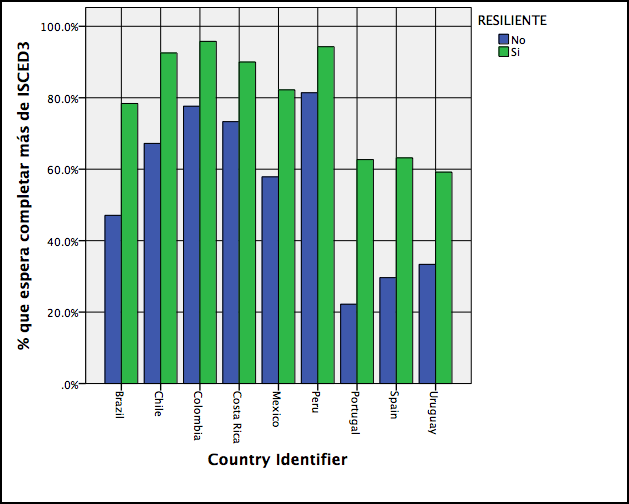 RESILIENTE
No
Si
% que espera completar más de ISCED3
100.0%
80.0%
60.0%
40.0%
20.0%
.0%
Brazil
Chile
Colombia
Costa Rica
Mexico
Peru
Portugal
Spain
Uruguay
Country Identifier